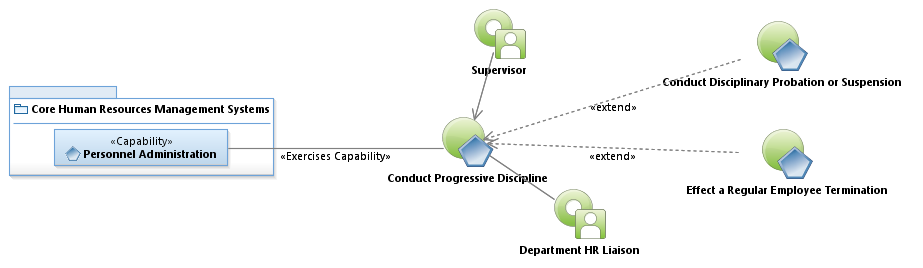 Supervisor
Conduct Disciplinary Probation or Suspension
Core Human Resources Management Systems
«extend»
«Capability»
Personnel Administration
«Exercises Capability»
«extend»
Conduct Progressive Discipline
Effect a Regular Employee Termination
Department HR Liaison